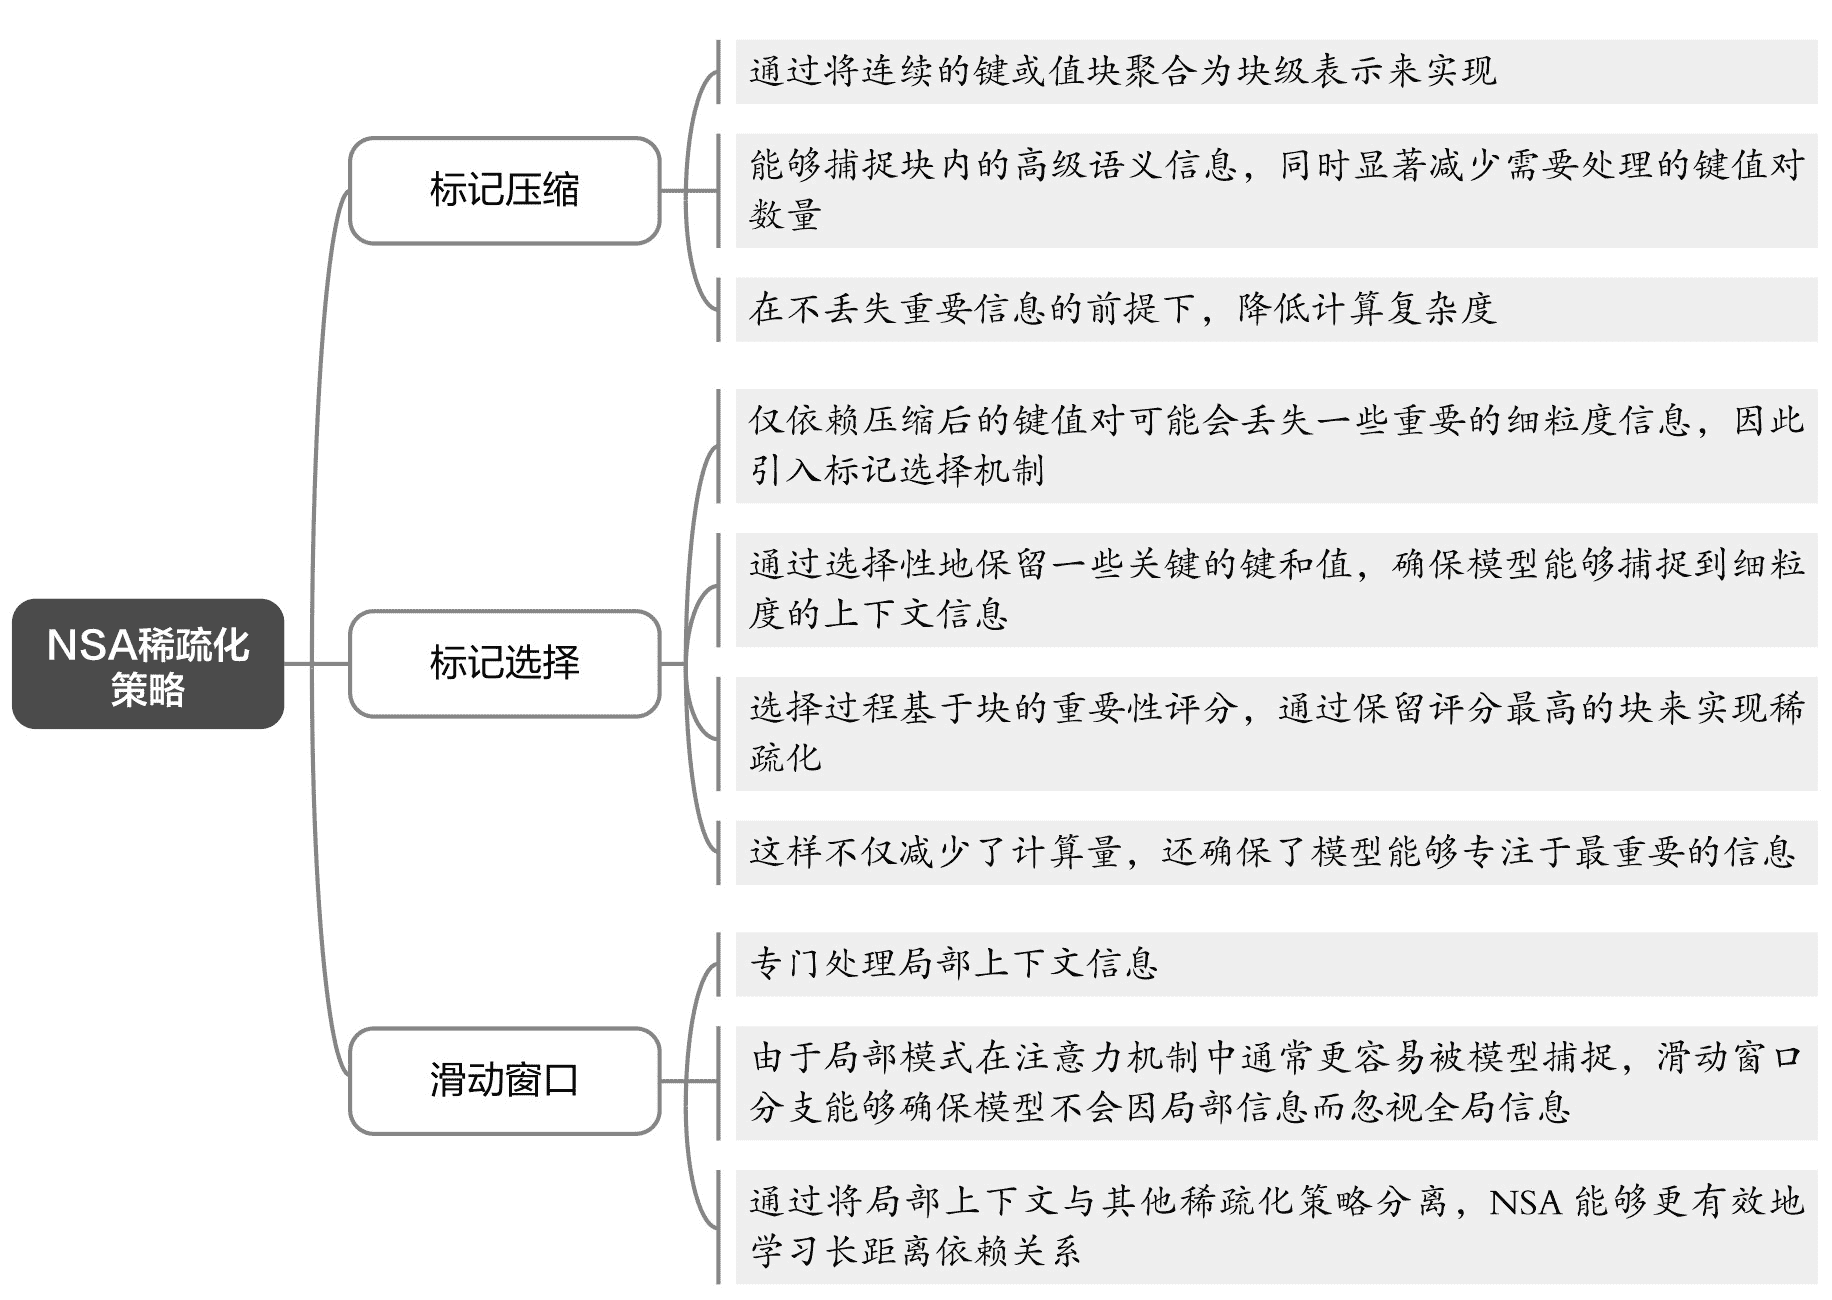 NSA稀疏化
策略
标记压缩
通过将连续的键或值块聚合为块级表示来实现
能够捕捉块内的高级语义信息，同时显著减少需要处理的键值对
数量
在不丢失重要信息的前提下，降低计算复杂度
标记选择
仅依赖压缩后的键值对可能会丢失一些重要的细粒度信息，因此
引入标记选择机制
通过选择性地保留一些关键的键和值，确保模型能够捕捉到细粒
度的上下文信息
选择过程基于块的重要性评分，通过保留评分最高的块来实现稀
疏化
这样不仅减少了计算量，还确保了模型能够专注于最重要的信息
滑动窗口
专门处理局部上下文信息
由于局部模式在注意力机制中通常更容易被模型捕捉，滑动窗口
分支能够确保模型不会因局部信息而忽视全局信息
通过将局部上下文与其他稀疏化策略分离，NSA 能够更有效地
学习长距离依赖关系